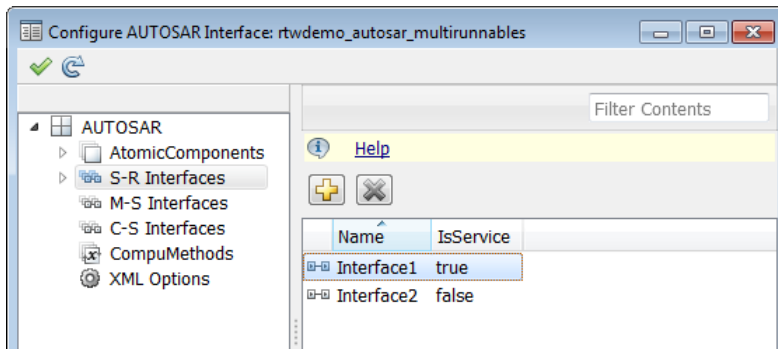 Configure AUTOSAR Interface: rtwdemo_autosar_multirunnables
Filter Contents
AUTOSAR
AtomicComponents
S-R Interfaces
M-S Interfaces
C-S Interfaces
CompuMethods
XML Options
Help
Name IsService
Interface1 true
Interface2 false